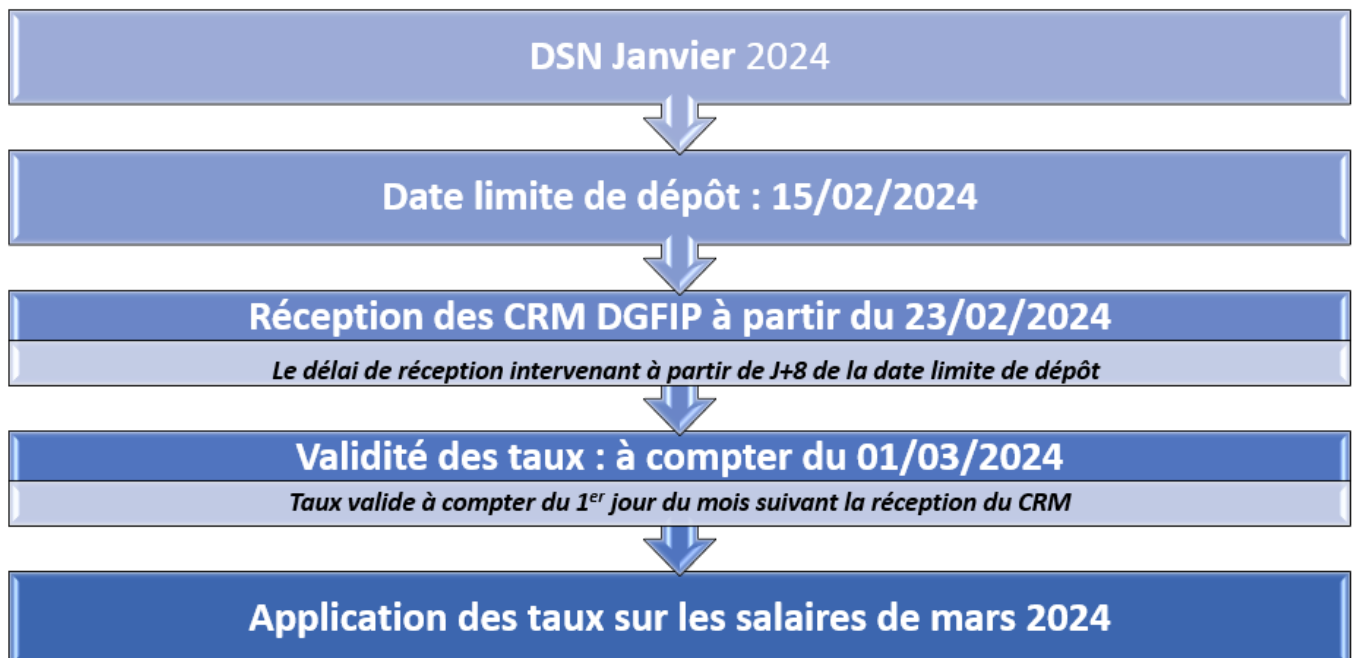 DSN Janvier 2024
Date limite de dépôt : 15/02/2024
Réception des CRM DGFIP à partir du 23/02/2024
Le délai de réception intervenant à partir de J+8 de la date limite de dépôt
Validité des taux : à compter du 01/03/2024
Taux valide à compter du 1er jour du mois suivant la réception du CRM
Application des taux sur les salaires de mars 2024